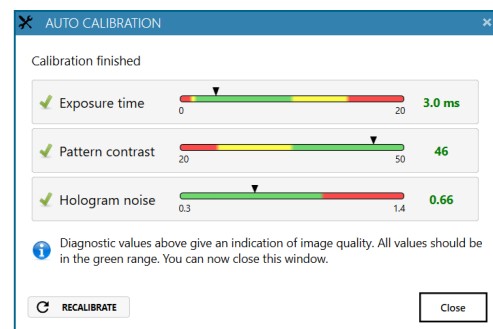 AUTO CALIBRATION
Calibration finished
Exposure time
0
20
3.0 ms
Pattern contrast
20
50
46
Hologram noise
0.3
1.4
0.66
Diagnostic values above give an indication of image quality. All values should be
in the green range. You can now close this window.
RECALIBRATE
Close